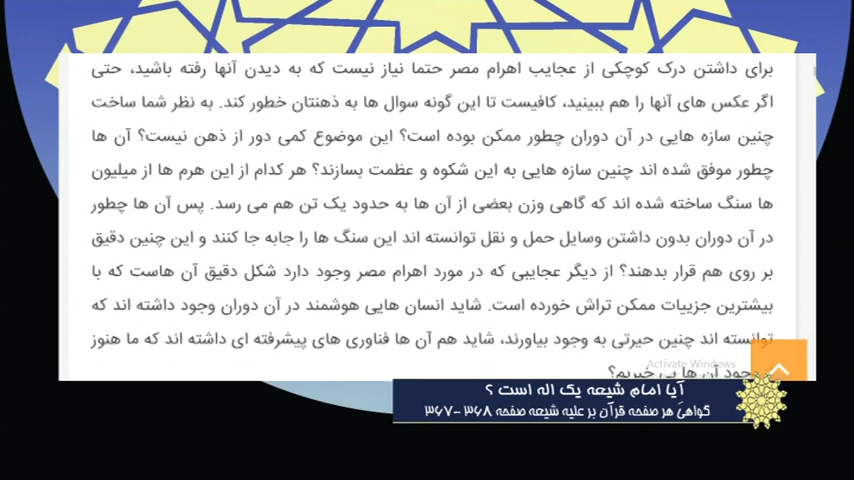 برای داشتن درک کوچکی از عجایب اهرام مصر حتما نیاز نیست که به دیدن آنها رفته باشید، حتی
اگر عکس های آنها را هم ببینید، کافیست تا این گونه سوال ها به ذهنتان خطور کند. به نظر شما ساخت
چنین سازه هایی در آن دوران چطور ممکن بوده است؟ این موضوع کمی دور از ذهن نیست؟ آن ها
چطور موفق شده اند چنین سازه هایی به این شکوه و عظمت بسازند؟ هر کدام از این هرم ها از میلیون
ها سنگ ساخته شده اند که گاهی وزن بعضی از آن ها به حدود یک تن هم می رسد. پس آن ها چطور
در آن دوران بدون داشتن وسایل حمل و نقل توانسته اند این سنگ ها را جابه جا کنند و این چنین دقیق
بر روی هم قرار بدهند؟ از دیگر عجایبی که در مورد اهرام مصر وجود دارد شکل دقیق آن هاست که با
بیشترین جزییات ممکن تراش خورده است. شاید انسان هایی هوشمند در آن دوران وجود داشته اند که
توانسته اند چنین حیرتی به وجود بیاورند، شاید هم آن ها فناوری های پیشرفته ای داشته اند که ما هنوز
وجود آن ها بی خبریم؟
Activate Windows
آیا امام شیعه یک اله است ؟
گواهیَ هر صفحه قرآن بر علیه شیعه صفحه ۳۶۸-۳۶۷